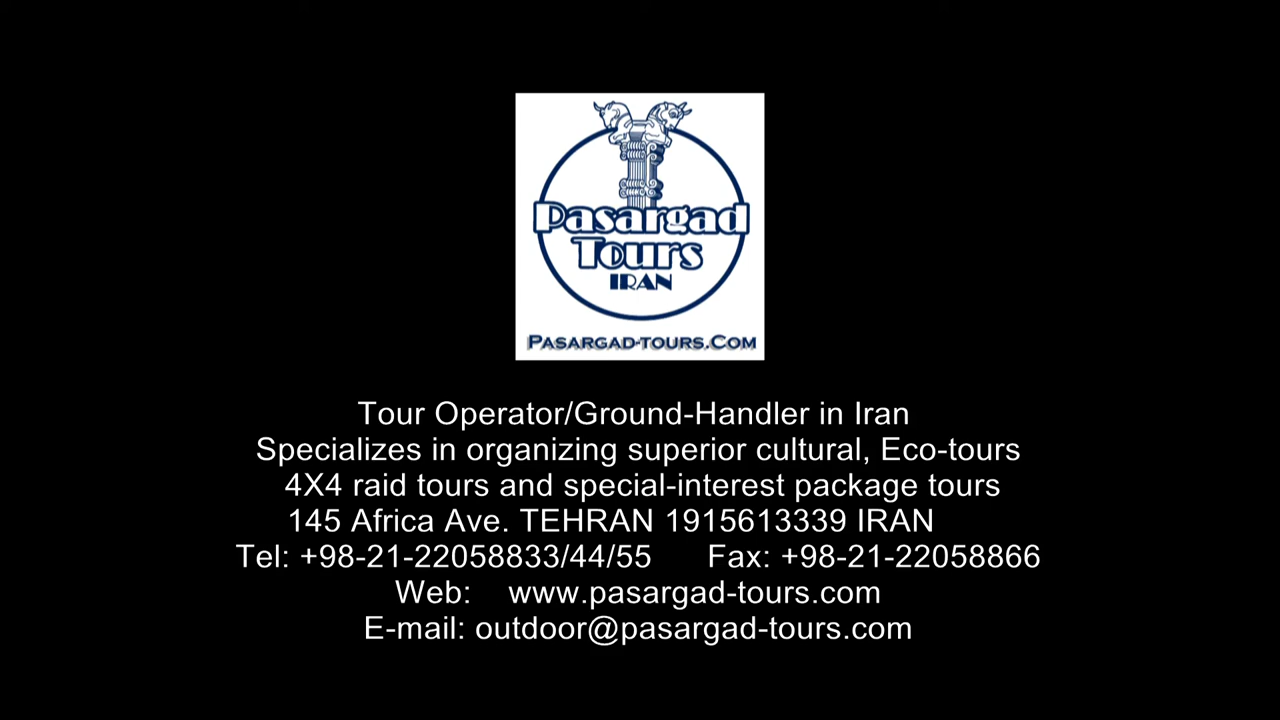 Pasargad
Tours
IRAN
PASARGAD-TOURS.COM
Tour Operator/Ground-Handler in Iran
Specializes in organizing superior cultural, Eco-tours
4X4 raid tours and special-interest package tours
145 Africa Ave. TEHRAN 1915613339 IRAN
Tel: +98-21-22058833/44/55 Fax: +98-21-22058866
Web: www.pasargad-tours.com
E-mail: outdoor@pasargad-tours.com